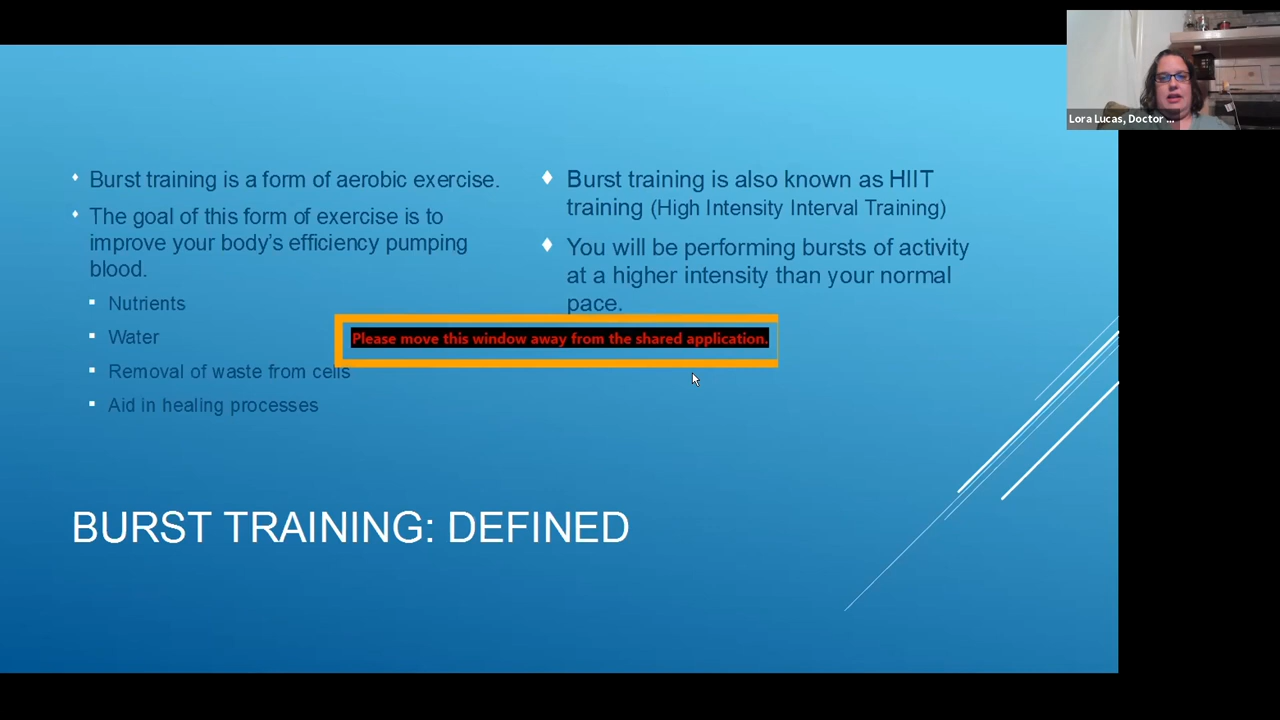 Lora Lucas, Doctor ...
Burst training is a form of aerobic exercise.
The goal of this form of exercise is to
improve your body's efficiency pumping
blood.
Nutrients
Water
Removal of waste from cells
Aid in healing processes
Burst training is also known as HIIT
training (High Intensity Interval Training)
You will be performing bursts of activity
at a higher intensity than your normal
pace.
Please move this window away from the shared application.
BURST TRAINING: DEFINED